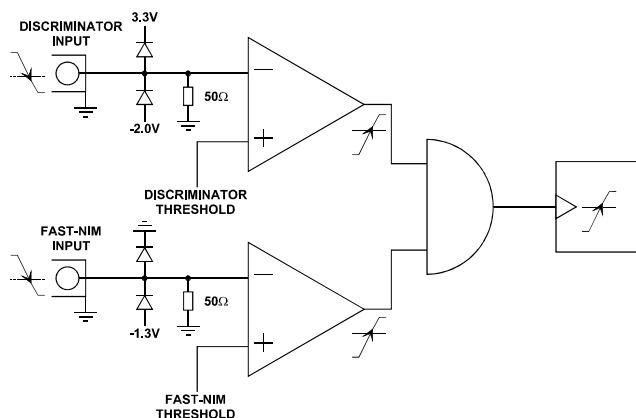 DISCRIMINATOR
INPUT
3.3V
-2.0V
50Ω
DISCRIMINATOR
THRESHOLD
FAST-NIM
INPUT
-1.3V
50Ω
FAST-NIM
THRESHOLD